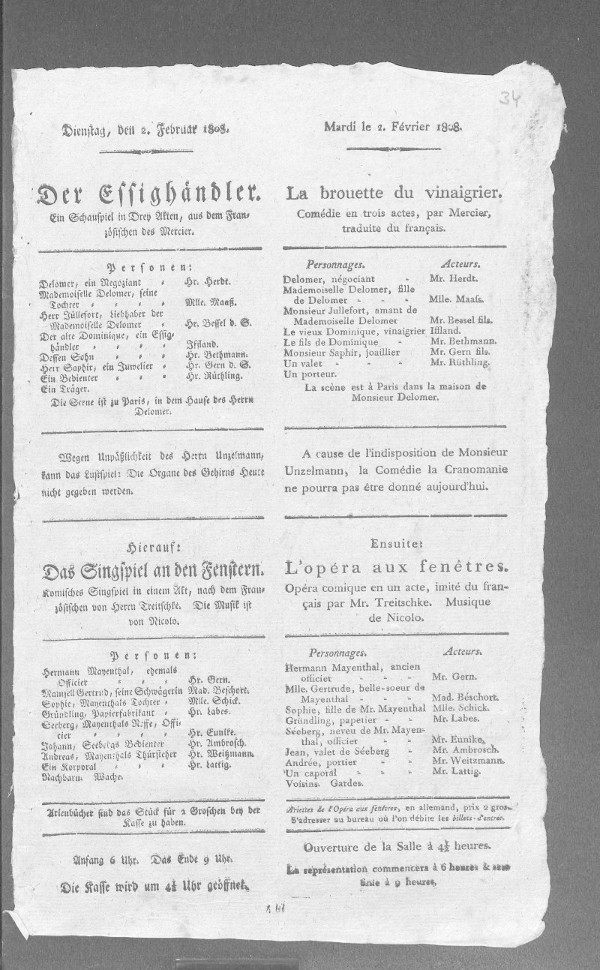 34
Dienstag, den 2. Februar 1808.
Der Essighändler.
Ein Schauspiel in Drey Akten, aus dem Fran-
zösischen des Mercier.
Personen:
Delomer, ein Negoziant - Hr. Herdt.
Mademoiselle Delomer, seine
Tochter - - - - Mlle. Maaß.
Herr Jüllefort, Liebhaber der
Mademoiselle Delomer - Hr. Bessel d. S.
Der alte Dominique, ein Essig-
händler - - - - Iffland.
Dessen Sohn - - - Hr. Bethmann.
Herr Saphir, ein Juwelier - Hr. Gern d. S.
Ein Bedienter - - - Hr. Rüthling.
Ein Träger.
Die Scene ist zu Paris, in dem Hause des Herrn
Delomer.
Wegen Unpäßlichkeit des Herrn Unzelmann,
kann das Lustspiel: Die Organe des Gehirns Heute
nicht gegeben werden.
Hierauf:
Das Singspiel an den Fenstern.
Komisches Singspiel in einem Akt, nach dem Fran-
zösischen von Herrn Treitschke. Die Musik ist
von Nicolo.
Personen:
Hermann Mayenthal, ehemals
Officier - - - Hr. Gern.
Mamsell Gertrud, seine Schwägerin Mad. Beschort.
Sophie, Mayenthals Tochter - Mlle. Schick.
Gründling, Papierfabrikant - Hr. Labes.
Seeberg, Mayenthals Neffe, Offi-
cier - - - - Hr. Eunike.
Johann, Seebergs Bedienter Hr. Ambrosch.
Andreas, Mayenthals Thürsteher Hr. Weitzmann.
Ein Korporal - - - Hr. Lattig.
Nachbarn. Wache.
Arienbücher sind das Stück für 2 Groschen bey der
Kasse zu haben.
Anfang 6 Uhr. Das Ende 9 Uhr.
Die Kasse wird um 4½ Uhr geöffnet.
Mardi le 2. Février 1808.
La brouette du vinaigrier.
Comédie en trois actes, par Mercier,
traduite du français.
Personnages. Acteurs.
Delomer, négociant - Mr. Herdt.
Mademoiselle Delomer, fille
de Delomer - - - Mlle. Maafs.
Monsieur Jullefort, amant de
Mademoiselle Delomer Mr. Bessel fils.
Le vieux Dominique, vinaigrier Iffland.
Le fils de Dominique - Mr. Bethmann.
Monsieur Saphir, joaillier Mr. Gern fils.
Un valet - - - Mr. Rüthling.
Un porteur.
La scène est à Paris dans la maison de
Monsieur Delomer.
A cause de l'indisposition de Monsieur
Unzelmann, la Comédie la Cranomanie
ne pourra pas être donné aujourd'hui.
Ensuite:
L'opéra aux fenêtres.
Opéra comique en un acte, imité du fran-
çais par Mr. Treitschke. Musique
de Nicolo.
Personnages. Acteurs.
Hermann Mayenthal, ancien
officier - - - Mr. Gern.
Mlle. Gertrude, belle-soeur de
Mayenthal - - - Mad. Béschort.
Sophie, fille de Mr. Mayenthal Mlle. Schick.
Gründling, papetier - - Mr. Labes.
Séeberg, neveu de Mr. Mayen-
thal, officier - - Mr. Eunike.
Jean, valet de Séeberg - Mr. Ambrosch.
Andrée, portier - - Mr. Weitzmann.
Un caporal - - - Mr. Lattig.
Voisins. Gardes.
Ariettes de l'Opéra aux fenêtres, en allemand, prix 2 gros.
S'adresser au bureau où l'on débite les billets d'entrée.
Ouverture de la Salle à 4½ heures.
La représentation commencera à 6 heures & sera
finie à 9 heures.